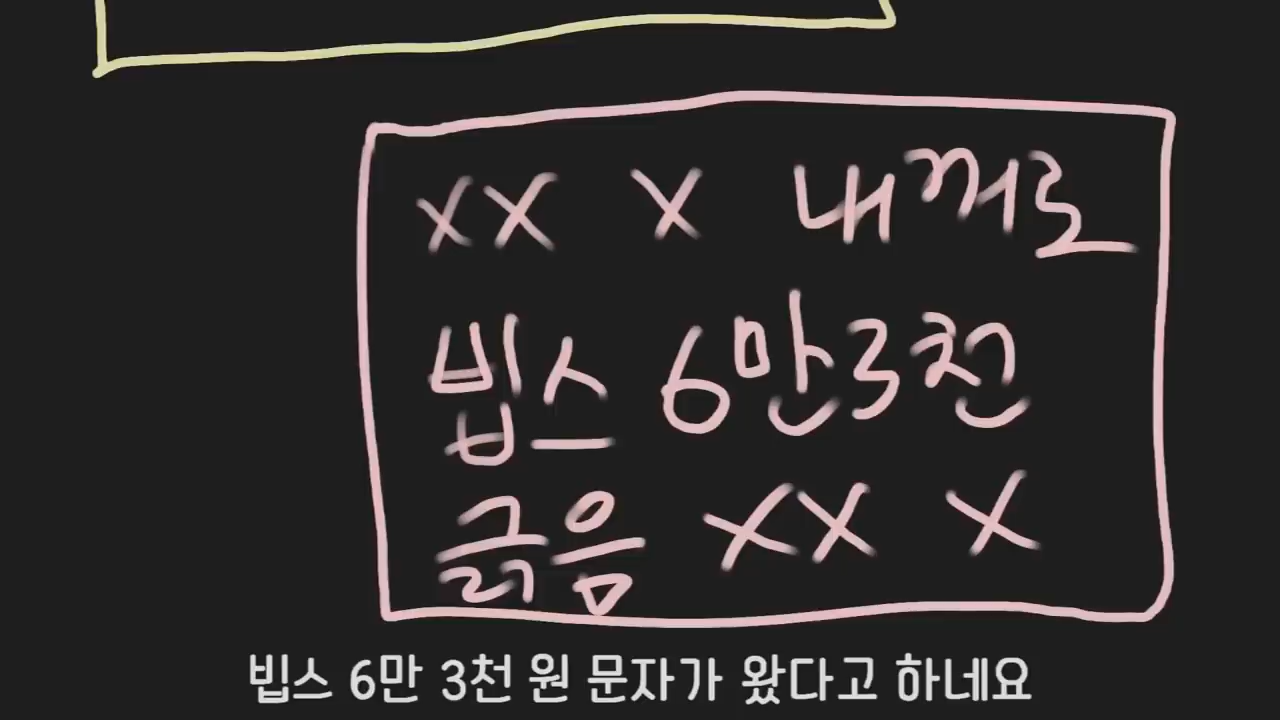 xx x 내꺼로
빕스 6만3천
긁음 xx x
빕스 6만 3천 원 문자가 왔다고 하네요